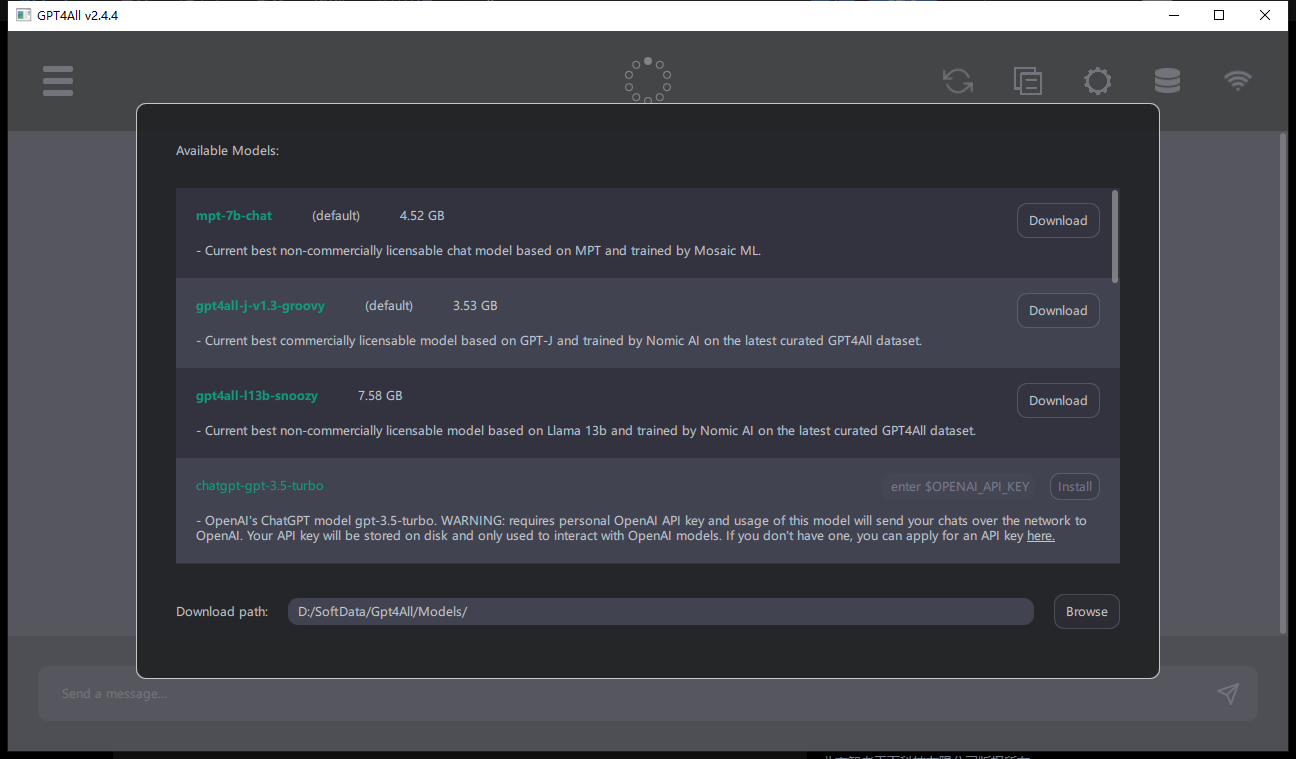 GPT4All v2.4.4
Available Models:
mpt-7b-chat (default) 4.52 GB Download
- Current best non-commercially licensable chat model based on MPT and trained by Mosaic ML.
gpt4all-j-v1.3-groovy (default) 3.53 GB Download
- Current best commercially licensable model based on GPT-J and trained by Nomic AI on the latest curated GPT4All dataset.
gpt4all-l13b-snoozy 7.58 GB Download
- Current best non-commercially licensable model based on Llama 13b and trained by Nomic AI on the latest curated GPT4All dataset.
chatgpt-gpt-3.5-turbo enter $OPENAI_API_KEY Install
- OpenAI's ChatGPT model gpt-3.5-turbo. WARNING: requires personal OpenAI API key and usage of this model will send your chats over the network to
OpenAI. Your API key will be stored on disk and only used to interact with OpenAI models. If you don't have one, you can apply for an API key here.
Download path: D:/SoftData/Gpt4All/Models/ Browse
Send a message...